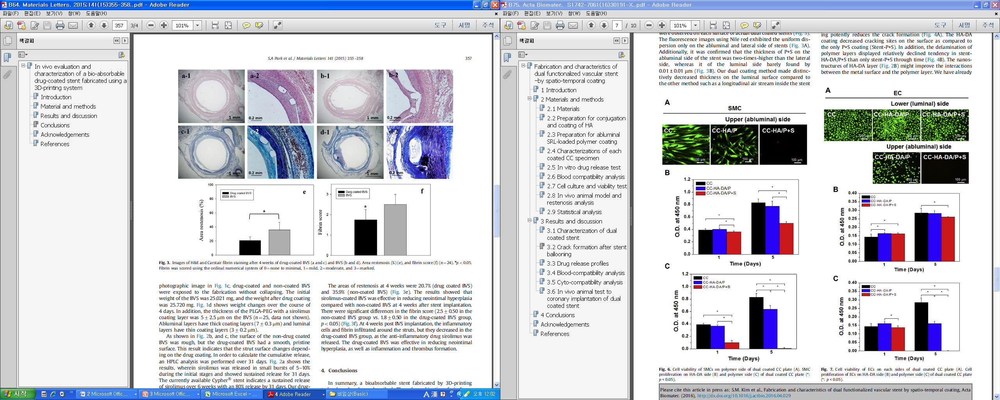 B64. Materials Letters. 2015;141(15)355-358..pdf - Adobe Reader
파일(F) 편집(E) 보기(V) 창(W) 도움말(H)
357 3/4 101% 도구 서명 주석
책갈피
In vivo evaluation and
characterization of a bio-absorbable
drug-coated stent fabricated using a
3D-printing system
Introduction
Material and methods
Results and discussion
Conclusions
Acknowledgements
References
S.A Park et al. / Materials Letters 141 (2015) 355–358 357
a-1 a-2 b-1 b-2
1 mm 0.2 mm 1 mm 0.2 mm
c-1 c-2 d-1 d-2
1 mm 0.2 mm 1 mm 0.2 mm
e
Drug coated BVS
BVS
Area restenosis (%)
100
80
60
40
20
0
*
f
Durg coated BVS
BVS
Fibrin score
3
2
1
0
*
Fig. 3. Images of H&E and Carstair fibrin staining after 4 weeks of drug-coated BVS (a and c) and BVS (b and d). Area restenosis (%) (e), and fibrin score (f) (n=24). *p < 0.05.
Fibrin was scored using the ordinal numerical system of 0=none to minimal, 1=mild, 2=moderate, and 3=marked.
photographic image in Fig. 1c, drug-coated and non-coated BVS
were exposed to the fabrication without collapsing. The initial
weight of the BVS was 25.021 mg, and the weight after drug coating
was 25.720 mg. Fig. 1d shows weight changes over the course of
4 days. In addition, the thickness of the PLGA-PEG with a sirolimus
coating layer was 5 ± 2.5 μm on the BVS (n=25, data not shown).
Abluminal layers have thick coating layers (7 ± 0.3 μm) and luminal
layers have thin coating layers (3 ± 0.2 μm).
As shown in Fig. 2b, and c, the surface of the non-drug coated
BVS was rough, but the drug-coated BVS had a smooth, pristine
surface. This result indicates that the strut surface changes depend-
ing on the drug coating. In order to calculate the cumulative release,
an HPLC analysis was performed over 31 days. Fig. 2a shows the
results, wherein sirolimus was released in small bursts of 5–10%
during the initial stages and showed sustained release for 31 days.
The currently available Cypher® stent indicates a sustained release
of sirolimus over 6 weeks with an 80% release by 31 days. Our drug-
The areas of restenosis at 4 weeks were 20.7% (drug coated BVS)
and 35.9% (non-coated BVS) (Fig. 3e). The results showed that
sirolimus-coated BVS was effective in reducing neointimal hyperplasia
compared with non-coated BVS at 4 weeks after stent implantation.
There were significant differences in the fibrin score (2.5 ± 0.50 in the
non-coated BVS group vs. 1.8 ± 0.50 in the drug-coated BVS group,
p < 0.05) (Fig. 3f). At 4 weeks post BVS implantation, the inflammatory
cells and fibrin infiltrated around the struts, but they decreased in the
drug-coated BVS group, as the anti-inflammatory drug sirolimus was
released. The drug-coated BVS was effective in reducing neointimal
hyperplasia, as well as inflammation and thrombus formation.
4. Conclusions
In summary, a bioabsorbable stent fabricated by 3D-printing
시작 2 Microsoft Offic... 3 Microsoft Offic... Microsoft Excel - ... 4 Adobe Reader 비임상(Basic) A 漢 오후 12:02
B75. Acta Biomater. S1742-7061(16)30191-X..pdf - Adobe Reader
파일(F) 편집(E) 보기(V) 창(W) 도움말(H)
7 / 10 101% 도구 서명 주석
책갈피
Fabrication and characteristics of
dual functionalized vascular stent
-by spatio-temporal coating
1 Introduction
2 Materials and methods
2.1 Materials
2.2 Preparation for conjugation
and coating of HA
2.3 Preparation for abluminal
SRL-loaded polymer coating
2.4 Characterizations of each
coated CC specimen
2.5 In vitro drug release test
2.6 Blood compatibility analysis
2.7 Cell culture and viability test
2.8 In vivo animal model and
restenosis analysis
2.9 Statistical analysis
3 Results and discussion
3.1 Characterization of dual
coated stent
3.2 Crack formation after stent
ballooning
3.3 Drug release profiles
3.4 Blood-compatibility analysis
3.5 Cyto-compatibility analysis
3.6 In vivo animal test to
coronary implantation of dual
coated stent
4 Conclusions
Acknowledgements
References
were observed on each surface of actual dual coated stents (Fig. 3).
The fluorescence images using Nile red exhibited the uniform dis-
persion only on the abluminal and lateral side of stents (Fig. 3A).
Additionally, it was confirmed that the thickness of P+S on the
abluminal side of the stent was two-times-higher than the lateral
side, whereas it of the luminal side barely found by
0.01 ± 0.01 μm (Fig. 3B). Our dual coating method made distinc-
tively decreased thickness on the luminal surface compared to
the other method such as a longitudinal air stream inside the stent
A
SMC
Upper (abluminal) side
CC CC-HA/P CC-HA/P+S
100 μm 100 μm 100 μm
B
CC
CC-HA-DA/P
CC-HA-DA/P+S
O.D. at 450 nm
1.2
1.0
0.8
0.6
0.4
0.2
0.0
* * * *
1 5
Time (Days)
C
CC
CC-HA-DA/P
CC-HA-DA/P+S
O.D. at 450 nm
1.2
1.0
0.8
0.6
0.4
0.2
0.0
* * * * *
1 5
Time (Days)
Fig. 6. Cell viability of SMCs on polymer side of dual coated CC plate (A). SMC
proliferation on HA-DA side (B) and polymer side (C) of dual coated CC plate (*:
p < 0.05).
ing potently reduces the crack formation (Fig. 4A). The HA-DA
coating decreased cracking sites on the surface as compared to
the only P+S coating (Stent-P+S). In addition, the delamination of
polymer layers displayed relatively declined tendency in stent-
HA-DA/P+S than only stent-P+S through time (Fig. 4B). The nanos-
tructures of HA-DA layer (Fig. 2B) might improve the interactions
between the metal surface and the polymer layer. We have already
A
EC
Lower (luminal) side
CC CC-HA-DA/P CC-HA-DA/P+S
100 μm 100 μm 100 μm
Upper (abluminal) side
CC-HA-DA/P CC-HA-DA/P+S
100 μm 100 μm
B
CC
CC-HA-DA/P
CC-HA-DA/P+S
O.D. at 450 nm
0.40
0.35
0.30
0.25
0.20
0.15
0.10
0.05
0.00
* * *
1 5
Time (Days)
C
CC
CC-HA-DA/P
CC-HA-DA/P+S
O.D. at 450 nm
0.40
0.35
0.30
0.25
0.20
0.15
0.10
0.05
0.00
* * * *
1 5
Time (Days)
Fig. 7. Cell viability of ECs on each sides of dual coated CC plate (A). Cell
proliferation of ECs on HA-DA side (B) and polymer side (C) of dual coated CC plate
(*: p < 0.05).
Please cite this article in press as: S.M. Kim et al., Fabrication and characteristics of dual functionalized vascular stent by spatio-temporal coating, Acta
Biomater. (2016), http://dx.doi.org/10.1016/j.actbio.2016.04.029